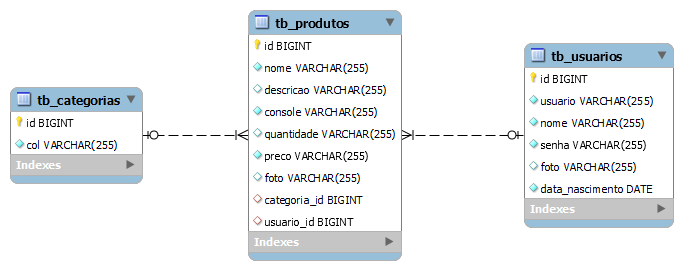 tb_categorias
id BIGINT
col VARCHAR(255)
Indexes
tb_produtos
id BIGINT
nome VARCHAR(255)
descricao VARCHAR(255)
console VARCHAR(255)
quantidade VARCHAR(255)
preco VARCHAR(255)
foto VARCHAR(255)
categoria_id BIGINT
usuario_id BIGINT
Indexes
tb_usuarios
id BIGINT
usuario VARCHAR(255)
nome VARCHAR(255)
senha VARCHAR(255)
foto VARCHAR(255)
data_nascimento DATE
Indexes